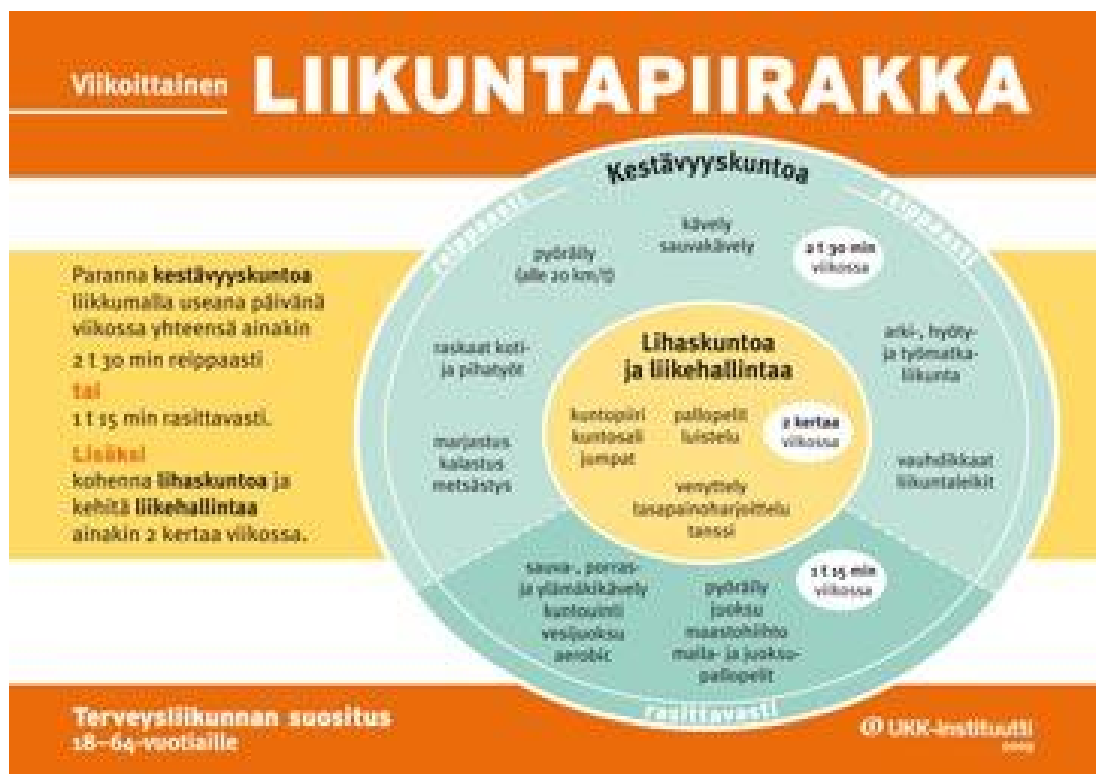 Viikoittainen LIIKUNTAPIIRAKKA
Paranna kestävyyskuntoa
liikkumalla useana päivänä
viikossa yhteensä ainakin
2 t 30 min reippaasti
tai
1 t 15 min rasittavasti.
Lisäksi
kohenna lihaskuntoa ja
kehitä liikehallintaa
ainakin 2 kertaa viikossa.
Kestävyyskuntoa
reippaasti
reippaasti
kävely
sauvakävely
2 t 30 min
viikossa
pyöräily
(alle 20 km/t)
raskaat koti-
ja pihatyöt
arki-, hyöty-
ja työmatka-
liikunta
marjastus
kalastus
metsästys
vauhdikkaat
liikuntaleikit
Lihaskuntoa
ja liikehallintaa
kuntopiiri
kuntosali
jumpat
pallopelit
luistelu
2 kertaa
viikossa
venyttely
tasapainoharjoittelu
tanssi
sauva-, porras-
ja ylämäkikävely
kuntouinti
vesijuoksu
aerobic
pyöräily
juoksu
maastohiihto
maila- ja juoksu-
pallopelit
1 t 15 min
viikossa
rasittavasti
Terveysliikunnan suositus
18–64-vuotiaille
UKK-instituutti